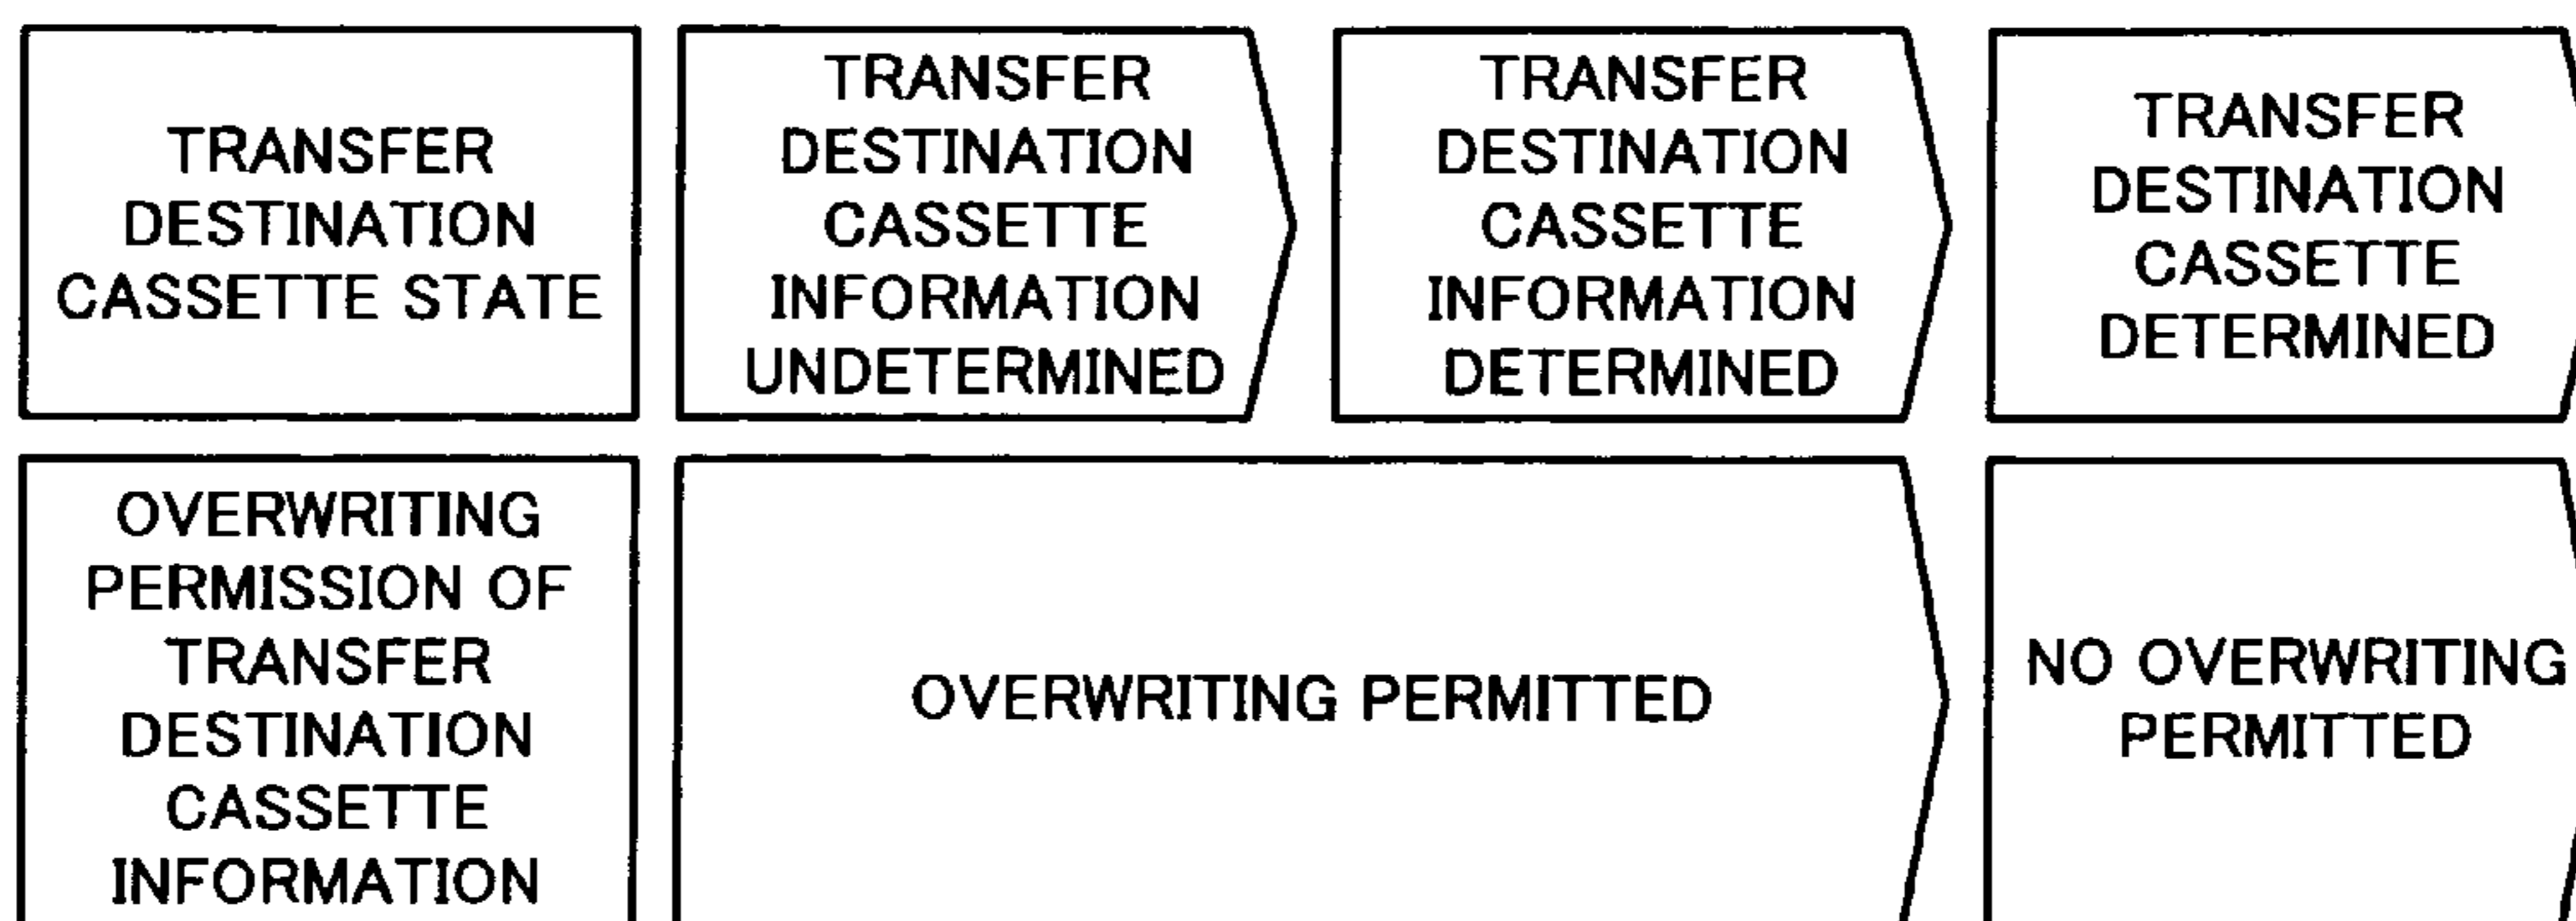 TRANSFER
DESTINATION
CASSETTE STATE
TRANSFER
DESTINATION
CASSETTE
INFORMATION
UNDETERMINED
TRANSFER
DESTINATION
CASSETTE
INFORMATION
DETERMINED
TRANSFER
DESTINATION
CASSETTE
DETERMINED
OVERWRITING
PERMISSION OF
TRANSFER
DESTINATION
CASSETTE
INFORMATION
OVERWRITING PERMITTED
NO OVERWRITING
PERMITTED